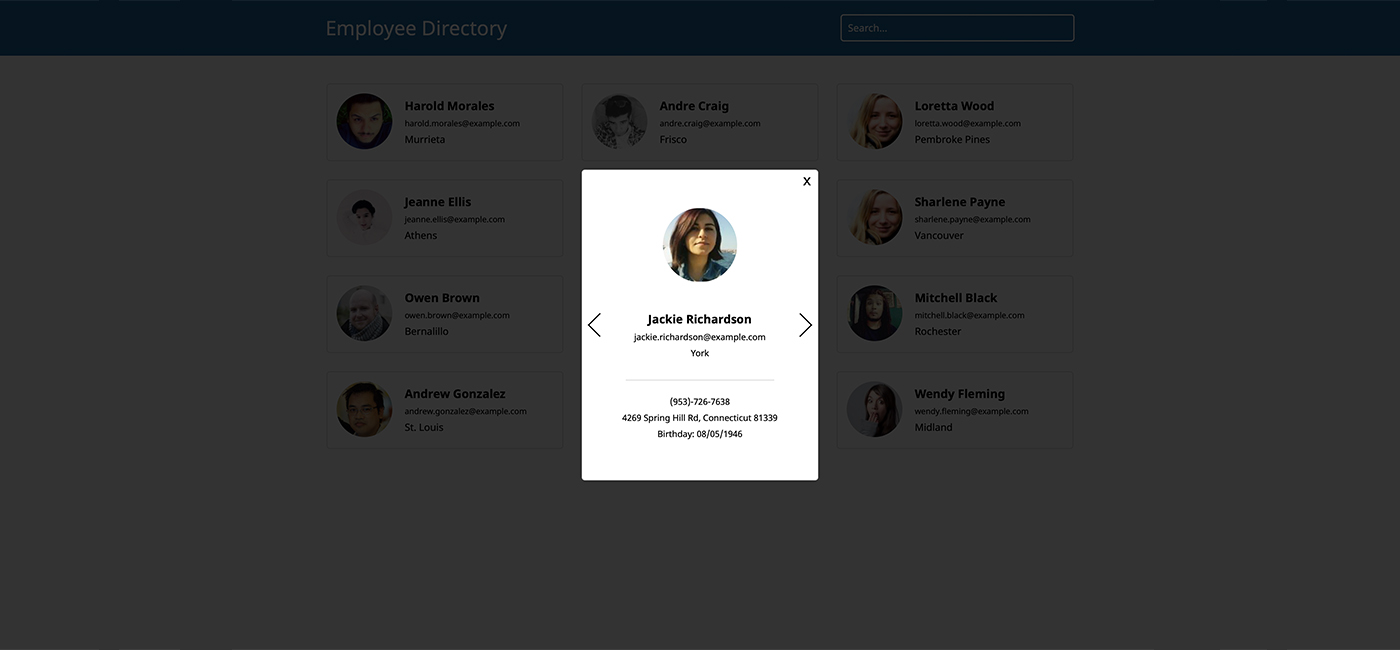 Employee Directory
Search...
Harold Morales
harold.morales@example.com
Murrieta
Andre Craig
andre.craig@example.com
Frisco
Loretta Wood
loretta.wood@example.com
Pembroke Pines
Jeanne Ellis
jeanne.ellis@example.com
Athens
Sharlene Payne
sharlene.payne@example.com
Vancouver
Owen Brown
owen.brown@example.com
Bernalillo
Mitchell Black
mitchell.black@example.com
Rochester
Andrew Gonzalez
andrew.gonzalez@example.com
St. Louis
Wendy Fleming
wendy.fleming@example.com
Midland
X
Jackie Richardson
jackie.richardson@example.com
York
(953)-726-7638
4269 Spring Hill Rd, Connecticut 81339
Birthday: 08/05/1946